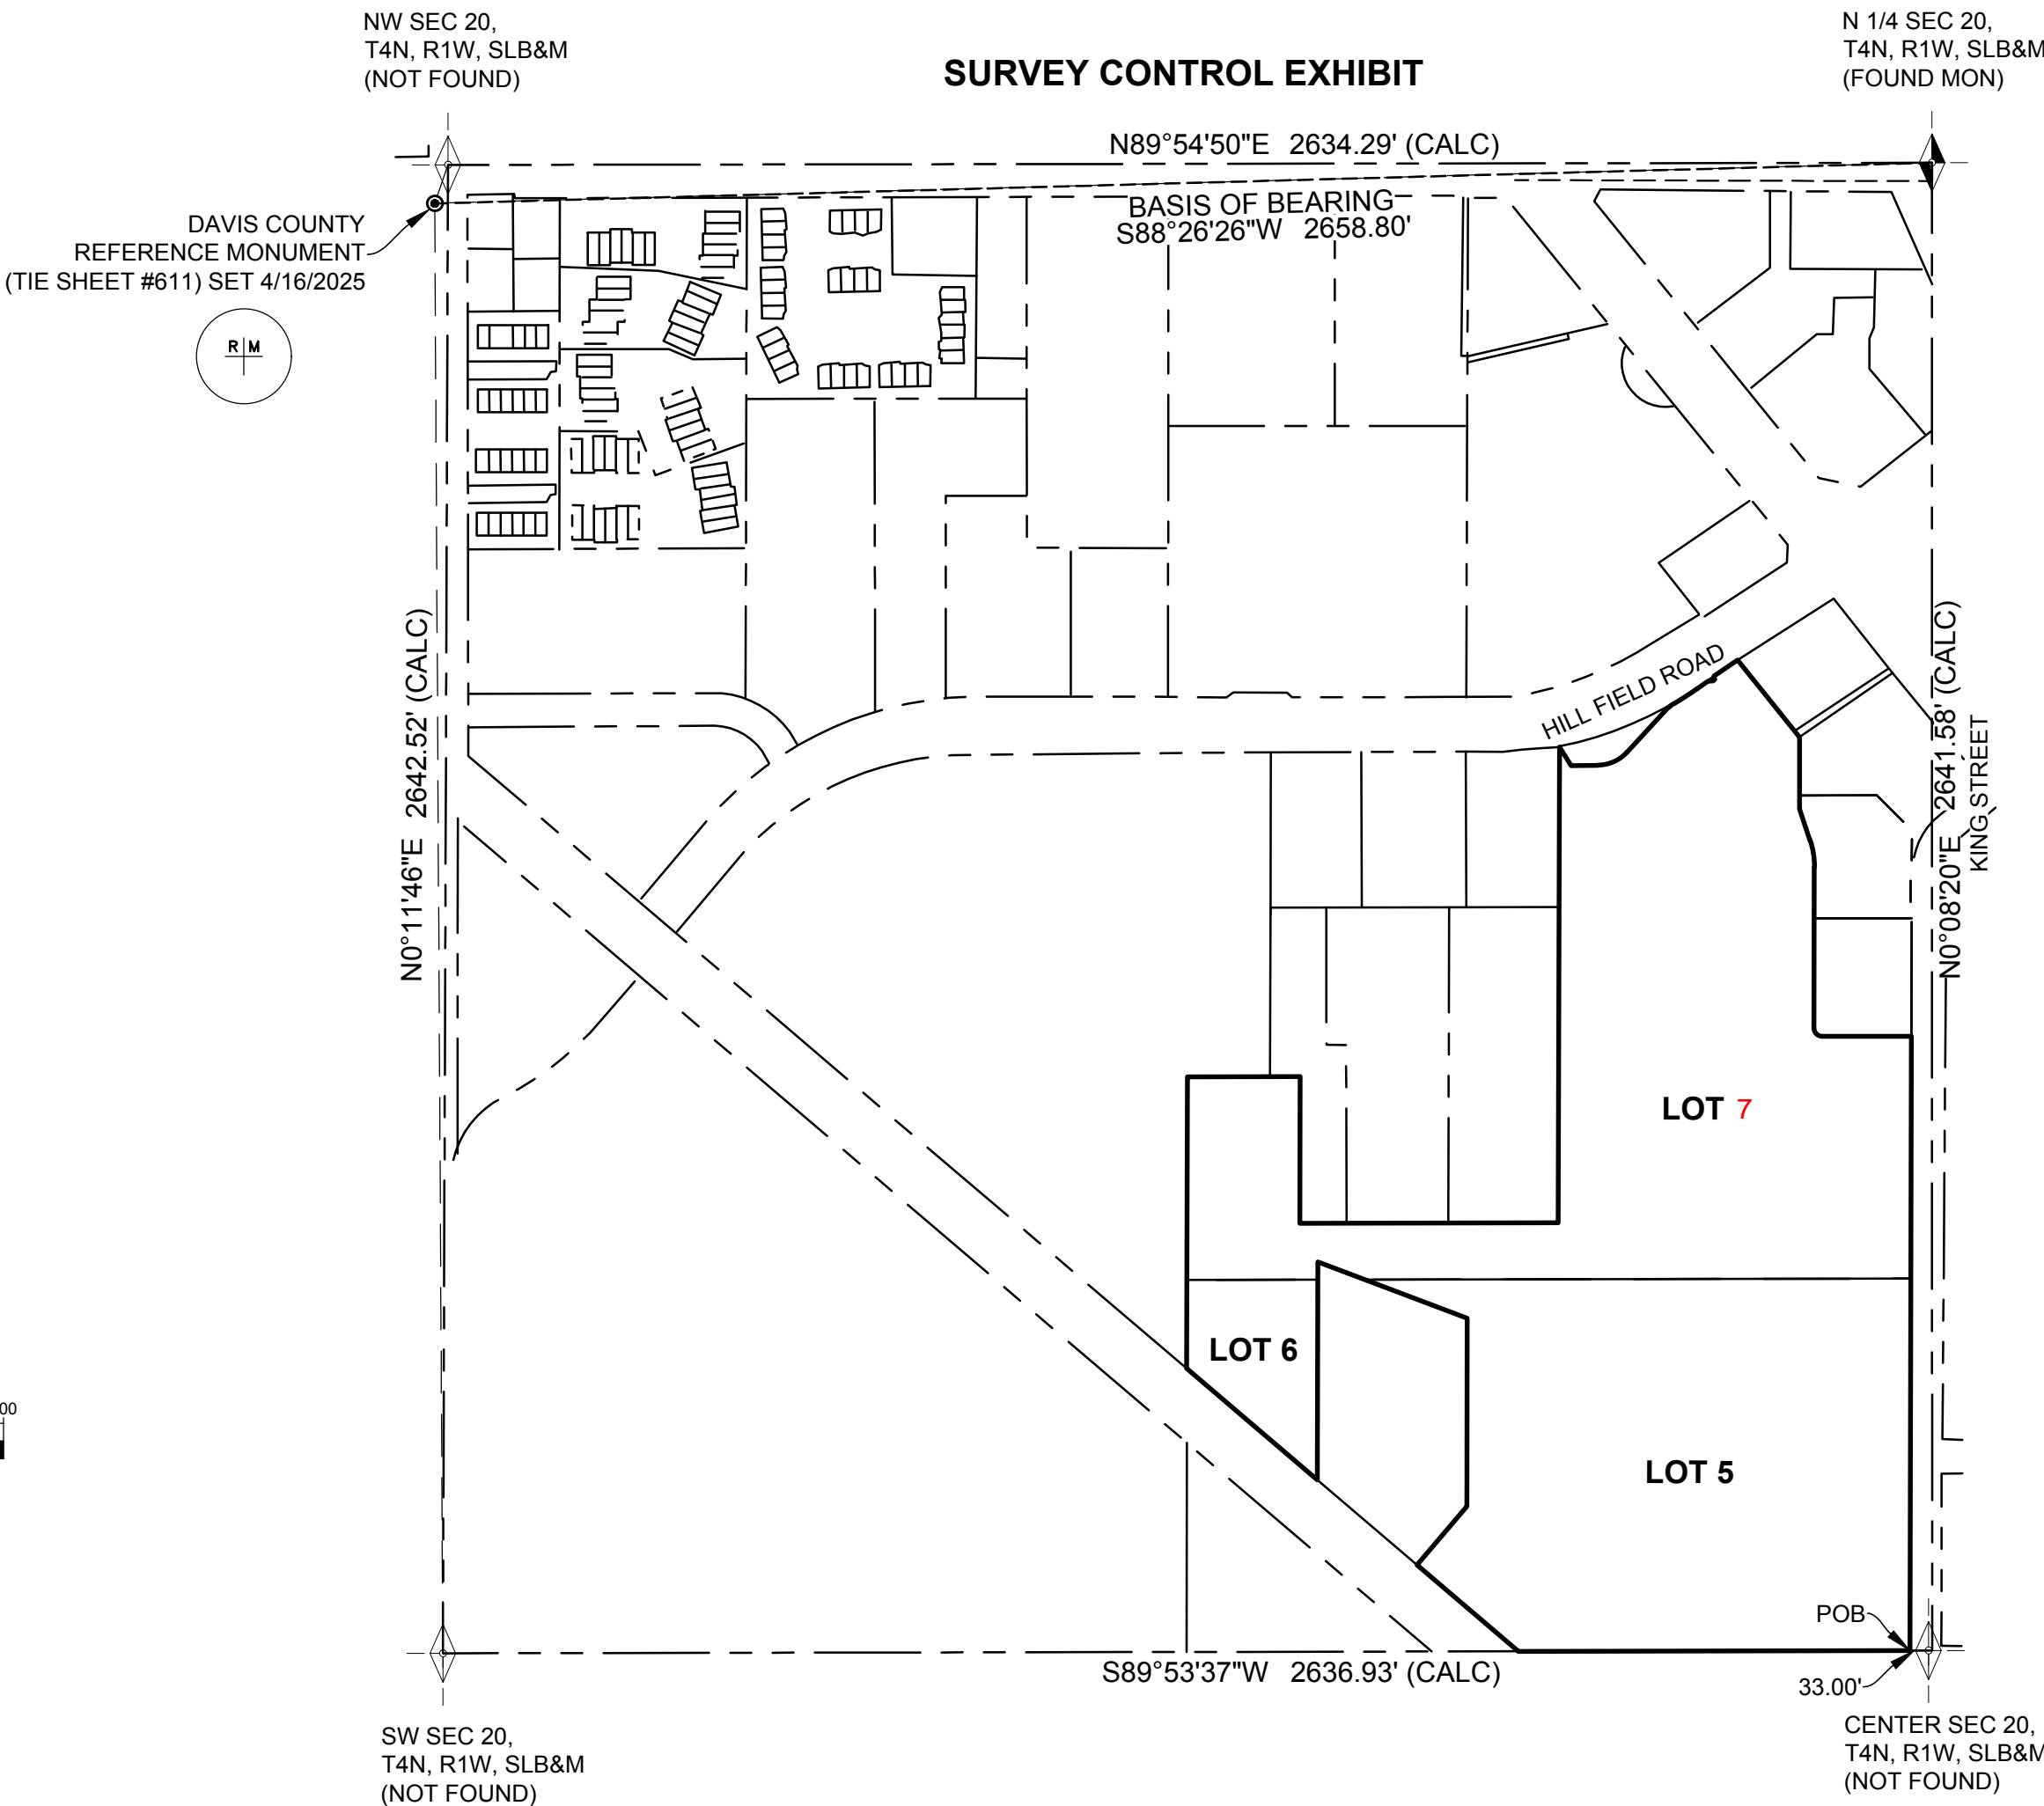 NW SEC 20,
T4N, R1W, SLB&M
(NOT FOUND)
SURVEY CONTROL EXHIBIT
N 1/4 SEC 20,
T4N, R1W, SLB&M
(FOUND MON)
N89°54'50"E 2634.29' (CALC)
BASIS OF BEARING
S88°26'26"W 2658.80'
DAVIS COUNTY
REFERENCE MONUMENT
(TIE SHEET #611) SET 4/16/2025
R M
N0°11'46"E 2642.52' (CALC)
HILL FIELD ROAD
N0°08'20"E 2641.58' (CALC)
KING STREET
LOT 7
LOT 6
LOT 5
00
POB
33.00'
S89°53'37"W 2636.93' (CALC)
SW SEC 20,
T4N, R1W, SLB&M
(NOT FOUND)
CENTER SEC 20,
T4N, R1W, SLB&M
(NOT FOUND)